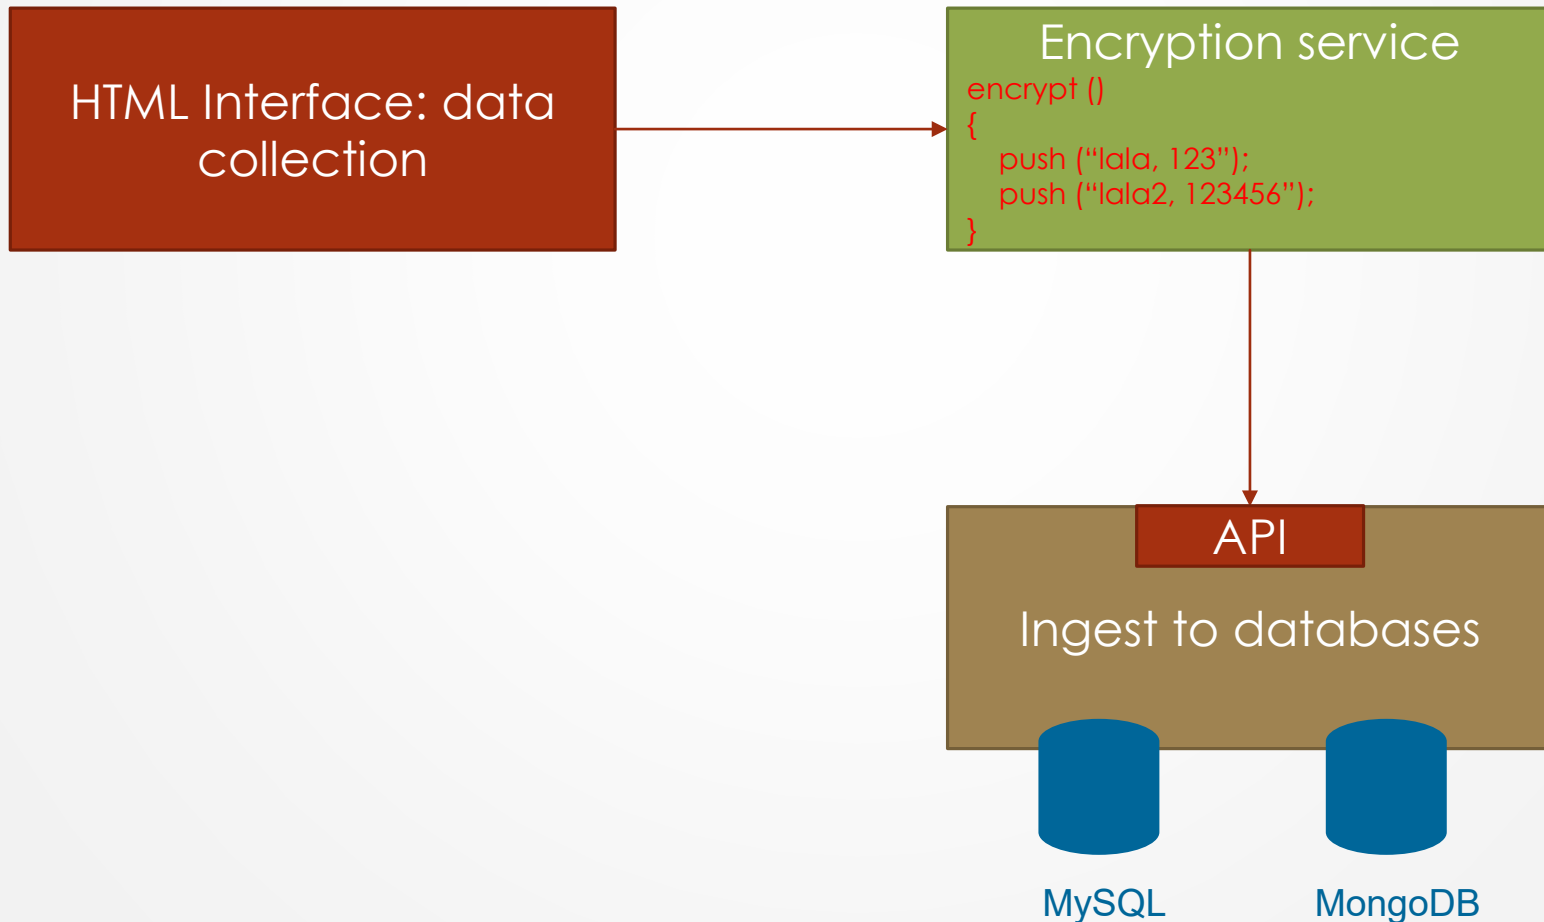 HTML Interface: data
collection
Encryption service
encrypt ()
{
push (“lala, 123”);
push (“lala2, 123456”);
}
API
Ingest to databases
MySQL
MongoDB